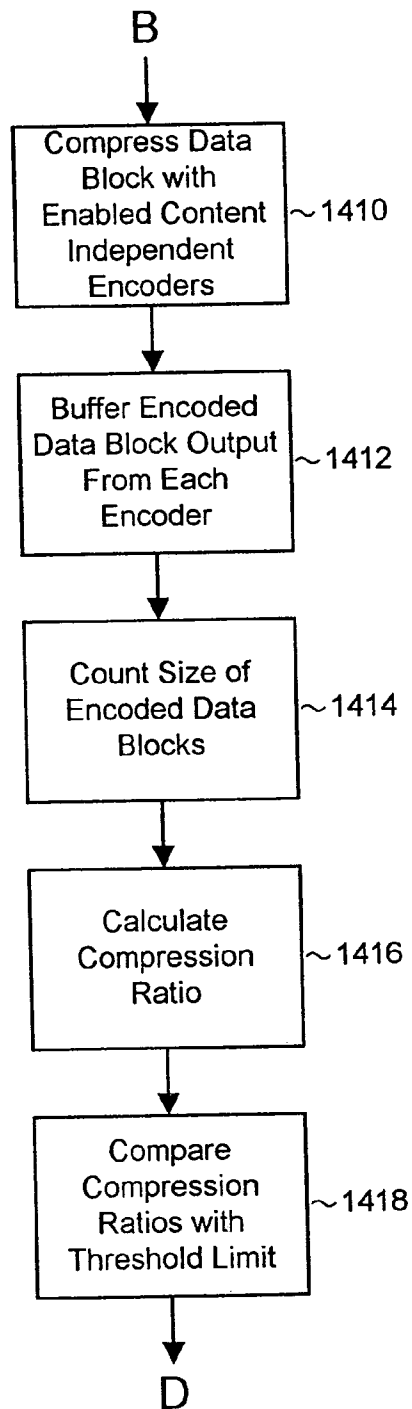 B
Compress Data
Block with
Enabled Content
Independent
Encoders
~1410
Buffer Encoded
Data Block Output
From Each
Encoder
~1412
Count Size of
Encoded Data
Blocks
~1414
Calculate
Compression
Ratio
~1416
Compare
Compression
Ratios with
Threshold Limit
~1418
D